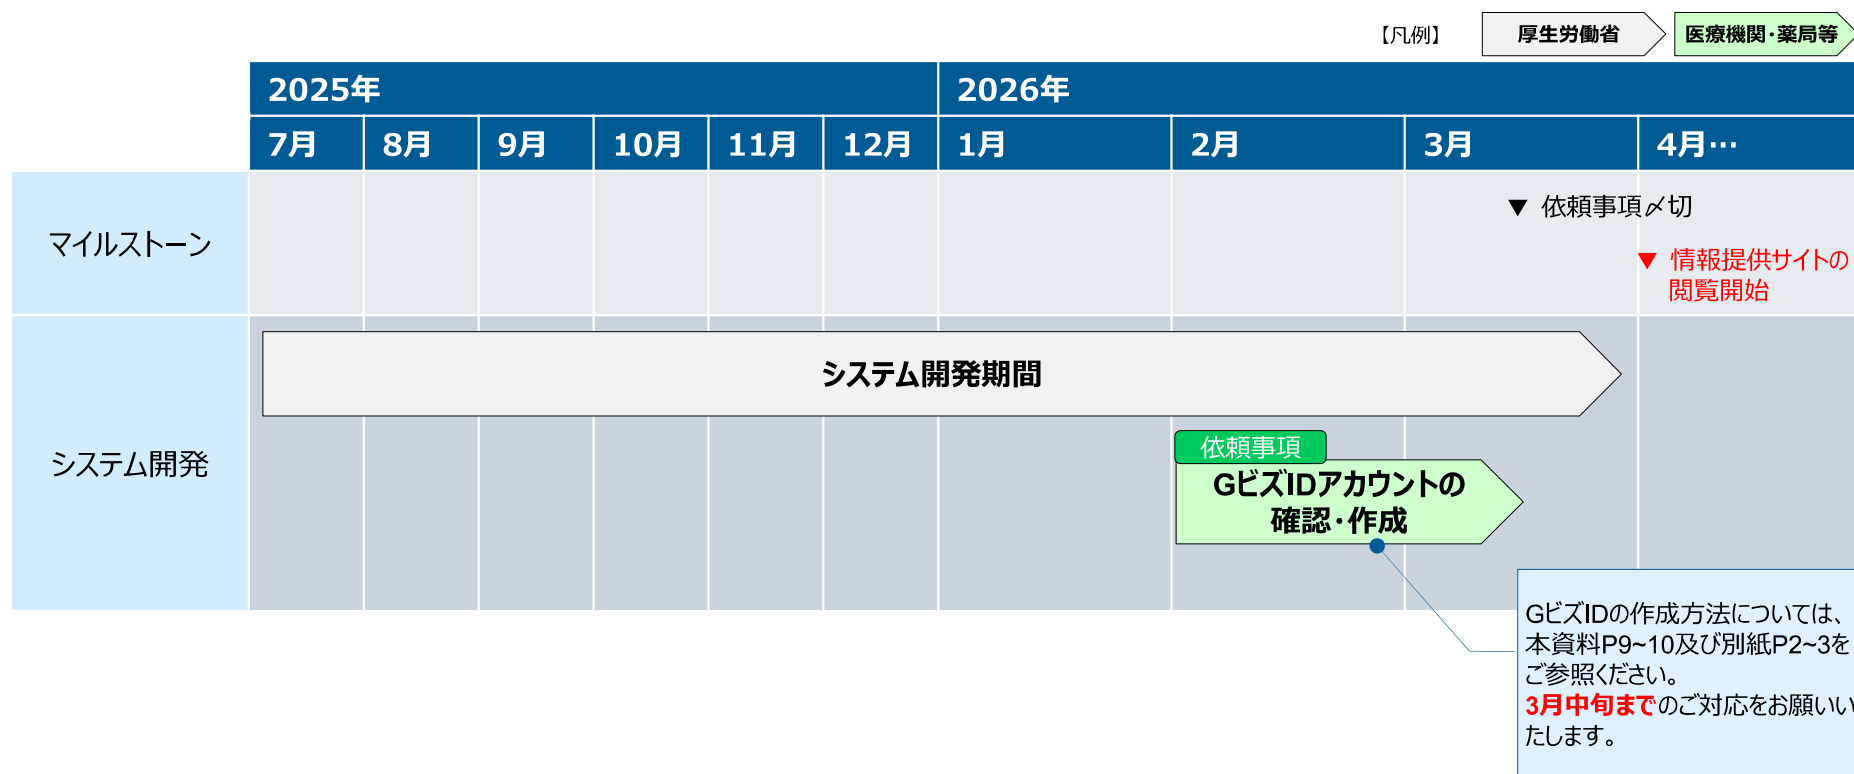 【凡例】 厚生労働省 医療機関・薬局等
2025年 2026年
7月 8月 9月 10月 11月 12月 1月 2月 3月 4月…
マイルストーン
▼ 依頼事項〆切
▼ 情報提供サイトの
閲覧開始
システム開発
システム開発期間
依頼事項
GビズIDアカウントの
確認・作成
GビズIDの作成方法については、
本資料P9~10及び別紙P2~3を
ご参照ください。
3月中旬までのご対応をお願いい
たします。